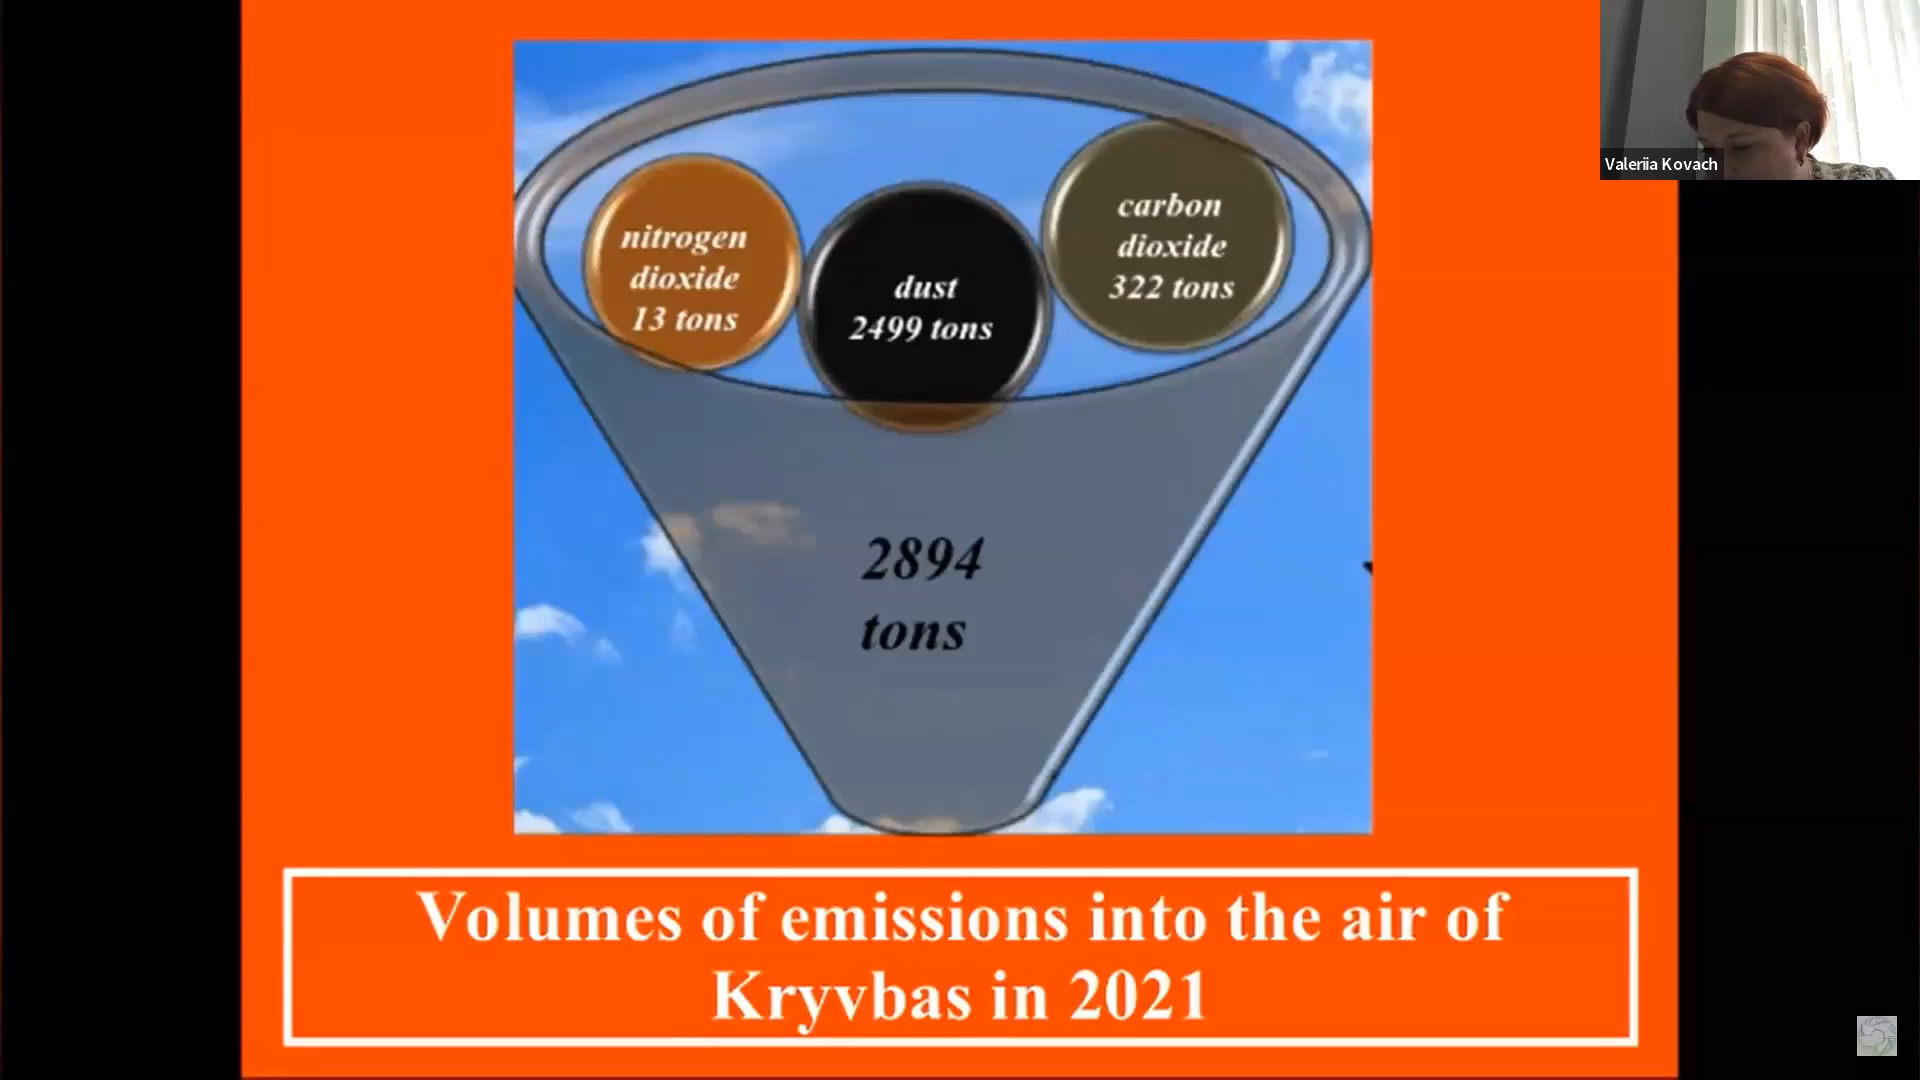 Valeriia Kovach
nitrogen
dioxide
13 tons
dust
2499 tons
carbon
dioxide
322 tons
2894
tons
Volumes of emissions into the air of
Kryvbas in 2021